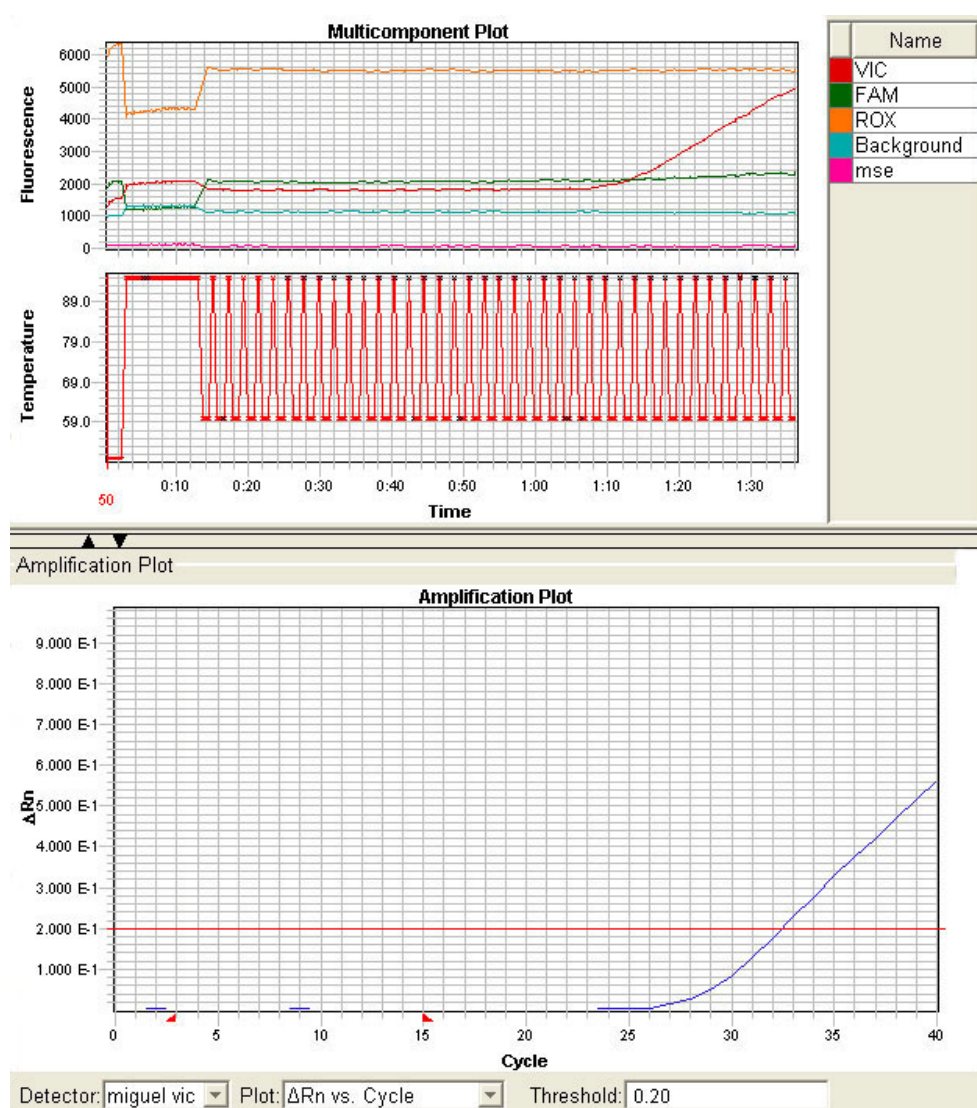 Multicomponent Plot
Fluorescence
6000
5000
4000
3000
2000
1000
0
Name
VIC
FAM
ROX
Background
mse
Temperature
89.0
79.0
69.0
59.0
0:10 0:20 0:30 0:40 0:50 1:00 1:10 1:20 1:30
50
Time
Amplification Plot
Amplification Plot
ΔRn
9.000 E-1
8.000 E-1
7.000 E-1
6.000 E-1
5.000 E-1
4.000 E-1
3.000 E-1
2.000 E-1
1.000 E-1
0 5 10 15 20 25 30 35 40
Cycle
Detector: miguel vic Plot: ΔRn vs. Cycle Threshold: 0.20